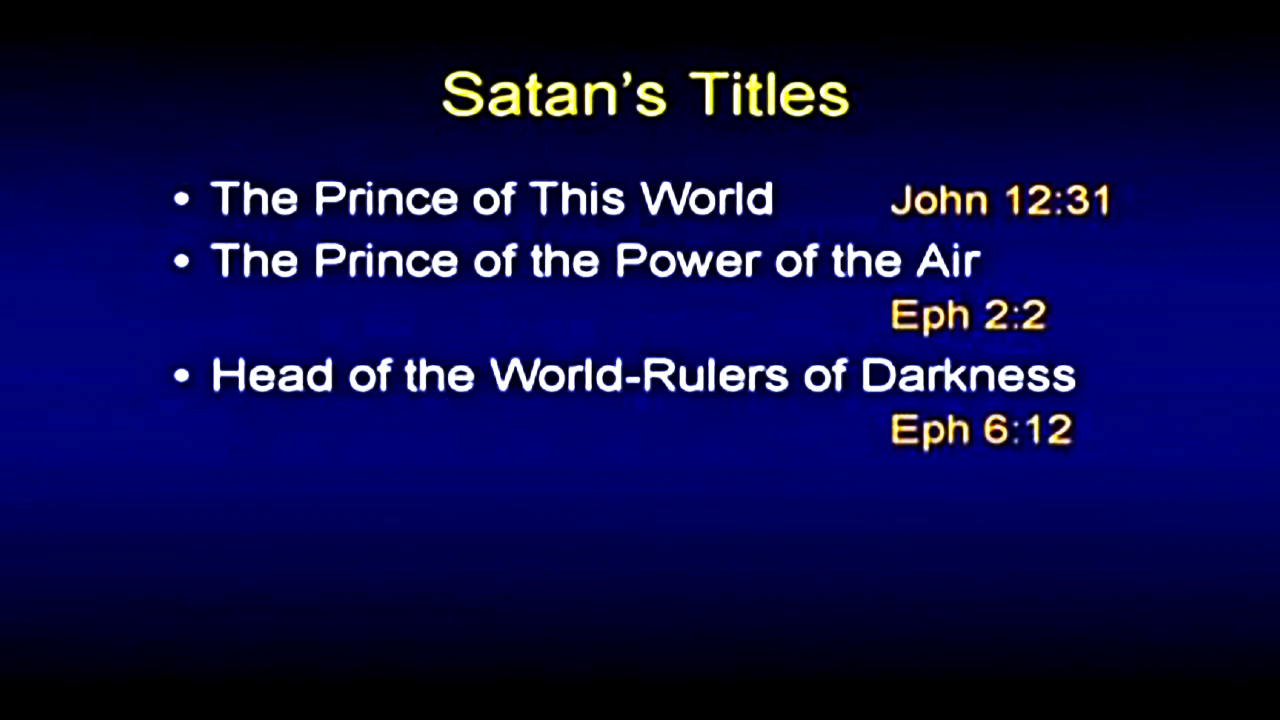 Satan's Titles
• The Prince of This World John 12:31
• The Prince of the Power of the Air
Eph 2:2
• Head of the World-Rulers of Darkness
Eph 6:12